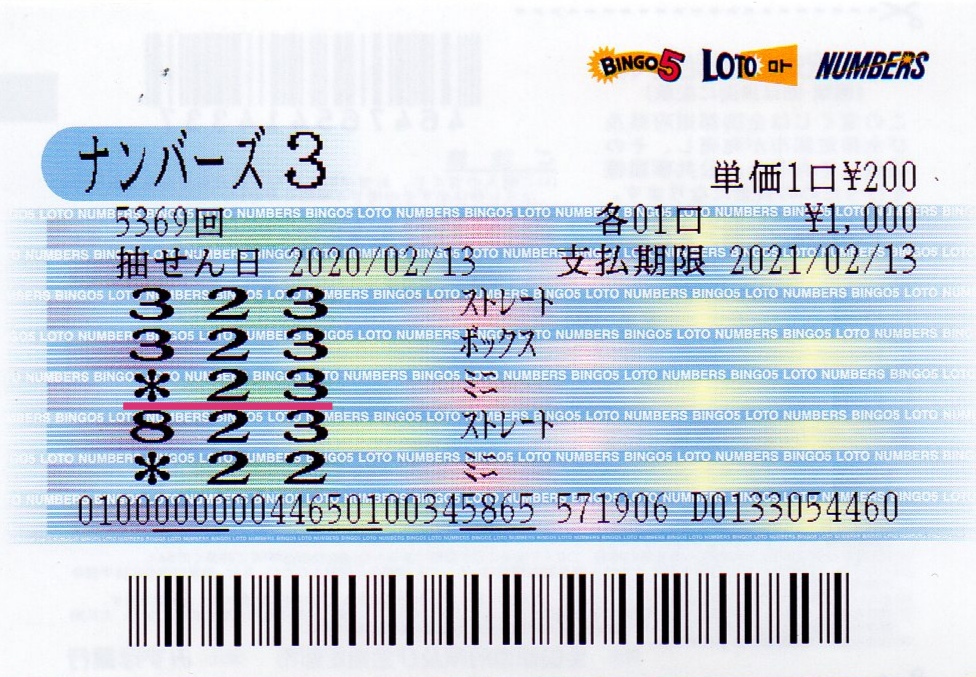 BINGO5 LOTO ロト NUMBERS
ナンバーズ3
単価1口¥200
5369回 各01口 ¥1,000
抽せん日 2020/02/13 支払期限 2021/02/13
3 2 3 ストレート
3 2 3 ボックス
* 2 3 ミニ
8 2 3 ストレート
* 2 2 ミニ
010000000044650100345865 571906 D0133054460